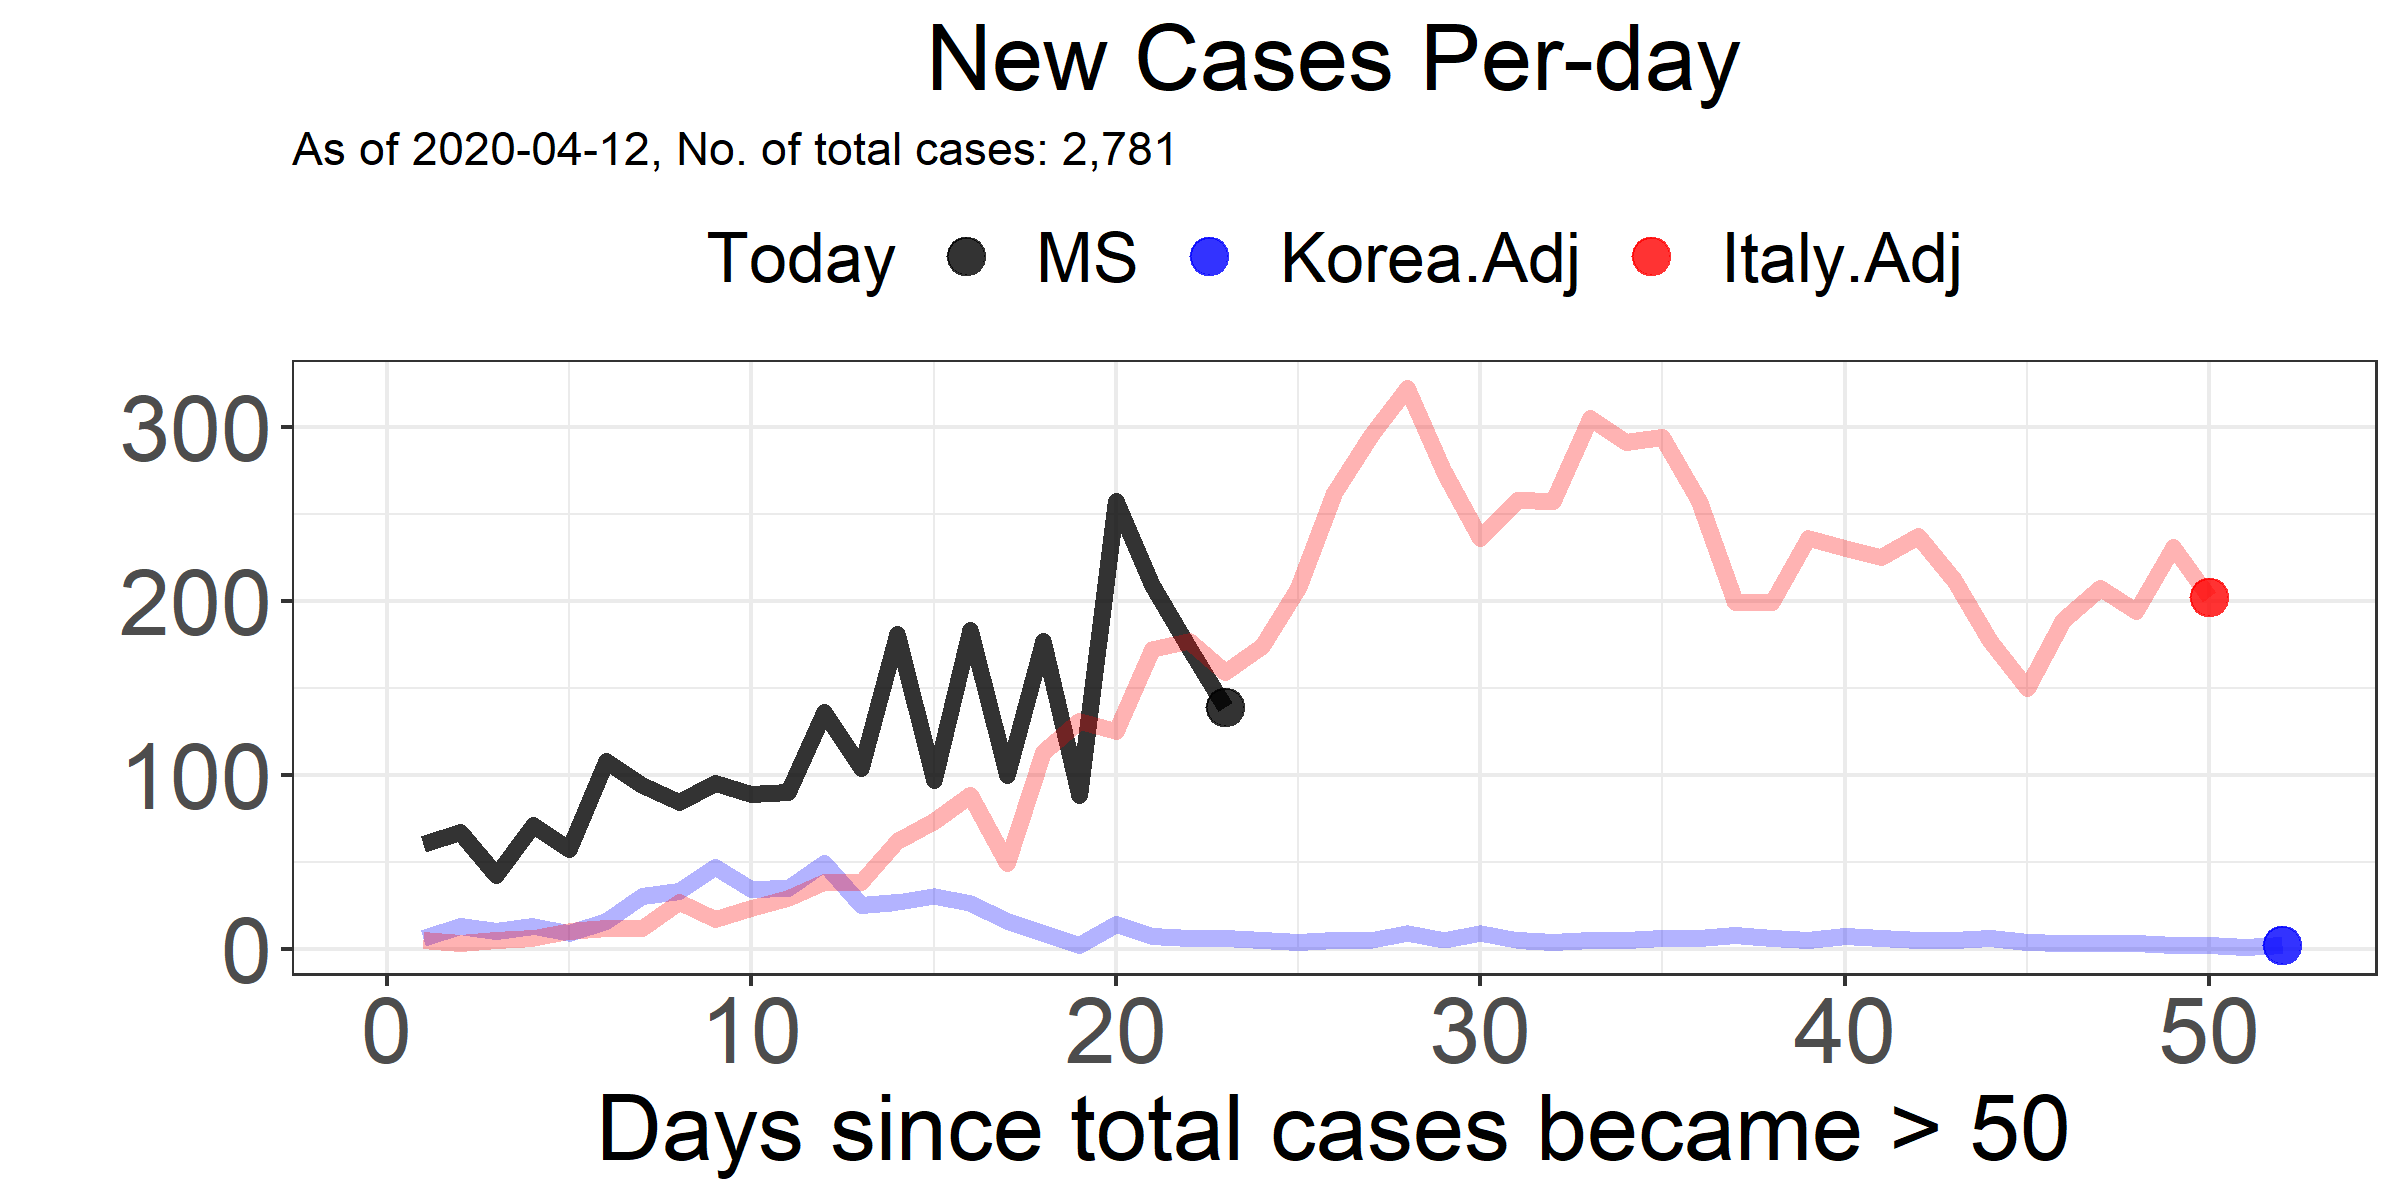 New Cases Per-day
As of 2020-04-12, No. of total cases: 2,781
Today MS Korea.Adj Italy.Adj
300
200
100
0
0 10 20 30 40 50
Days since total cases became > 50